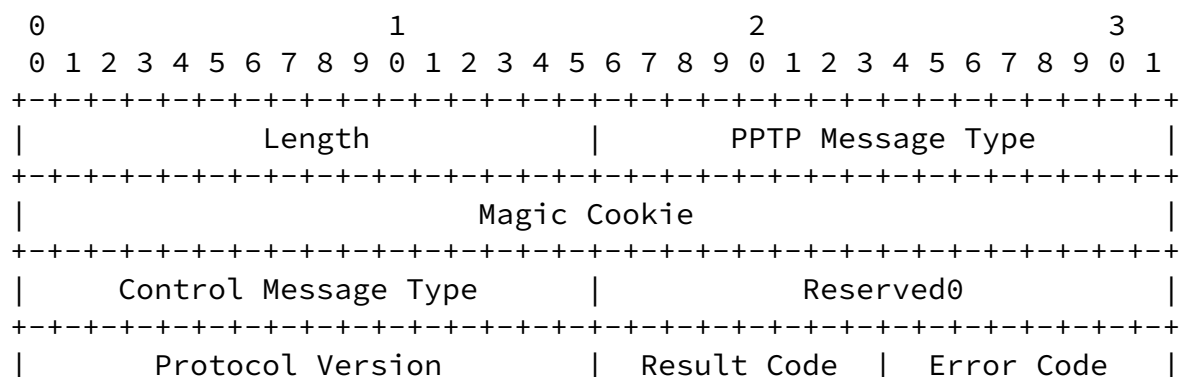 0                   1                   2                   3
 0 1 2 3 4 5 6 7 8 9 0 1 2 3 4 5 6 7 8 9 0 1 2 3 4 5 6 7 8 9 0 1
+-+-+-+-+-+-+-+-+-+-+-+-+-+-+-+-+-+-+-+-+-+-+-+-+-+-+-+-+-+-+-+-+
|             Length            |       PPTP Message Type       |
+-+-+-+-+-+-+-+-+-+-+-+-+-+-+-+-+-+-+-+-+-+-+-+-+-+-+-+-+-+-+-+-+
|                         Magic Cookie                          |
+-+-+-+-+-+-+-+-+-+-+-+-+-+-+-+-+-+-+-+-+-+-+-+-+-+-+-+-+-+-+-+-+
|     Control Message Type      |           Reserved0           |
+-+-+-+-+-+-+-+-+-+-+-+-+-+-+-+-+-+-+-+-+-+-+-+-+-+-+-+-+-+-+-+-+
|       Protocol Version        |  Result Code  |  Error Code   |